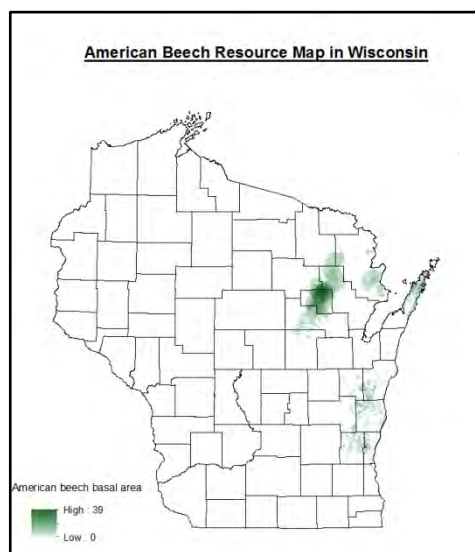 American Beech Resource Map in Wisconsin
American beech basal area
High : 39
Low : 0